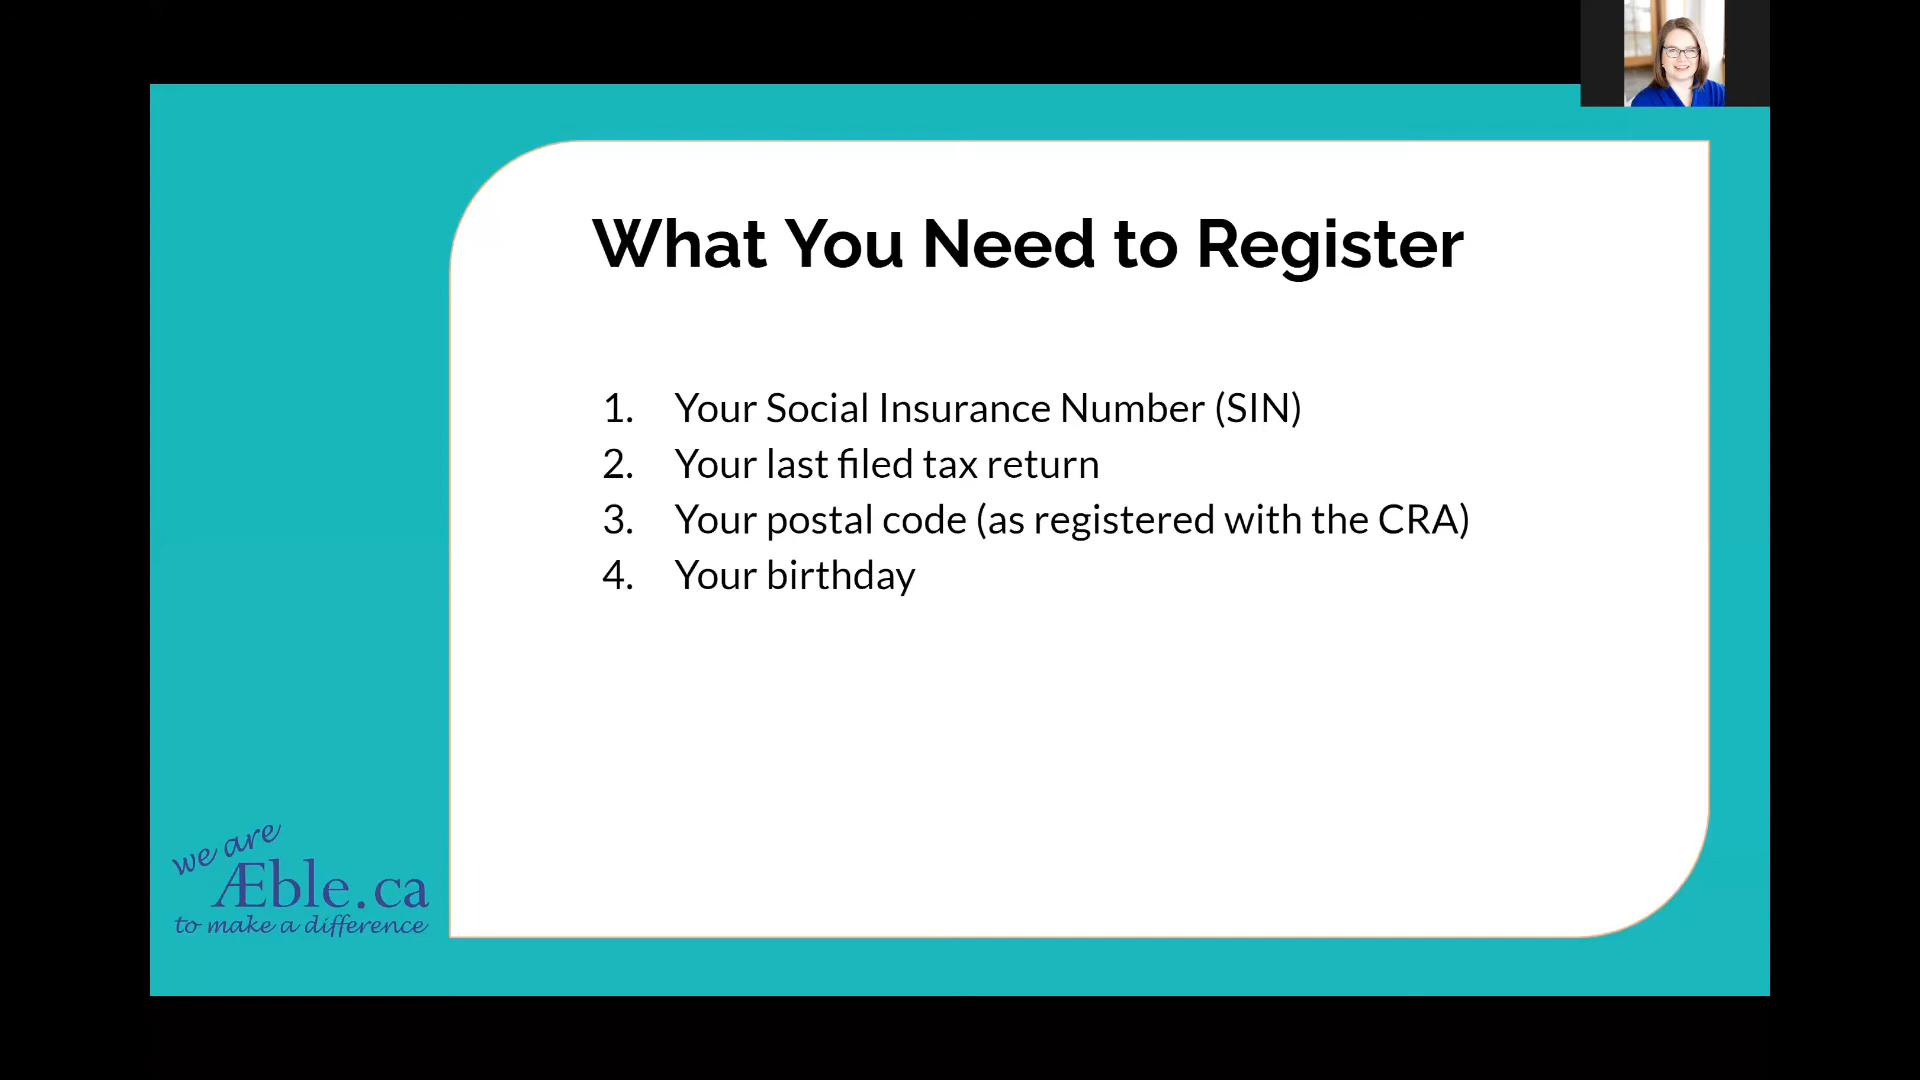 What You Need to Register
1. Your Social Insurance Number (SIN)
2. Your last filed tax return
3. Your postal code (as registered with the CRA)
4. Your birthday
we are
Æble.ca
to make a difference